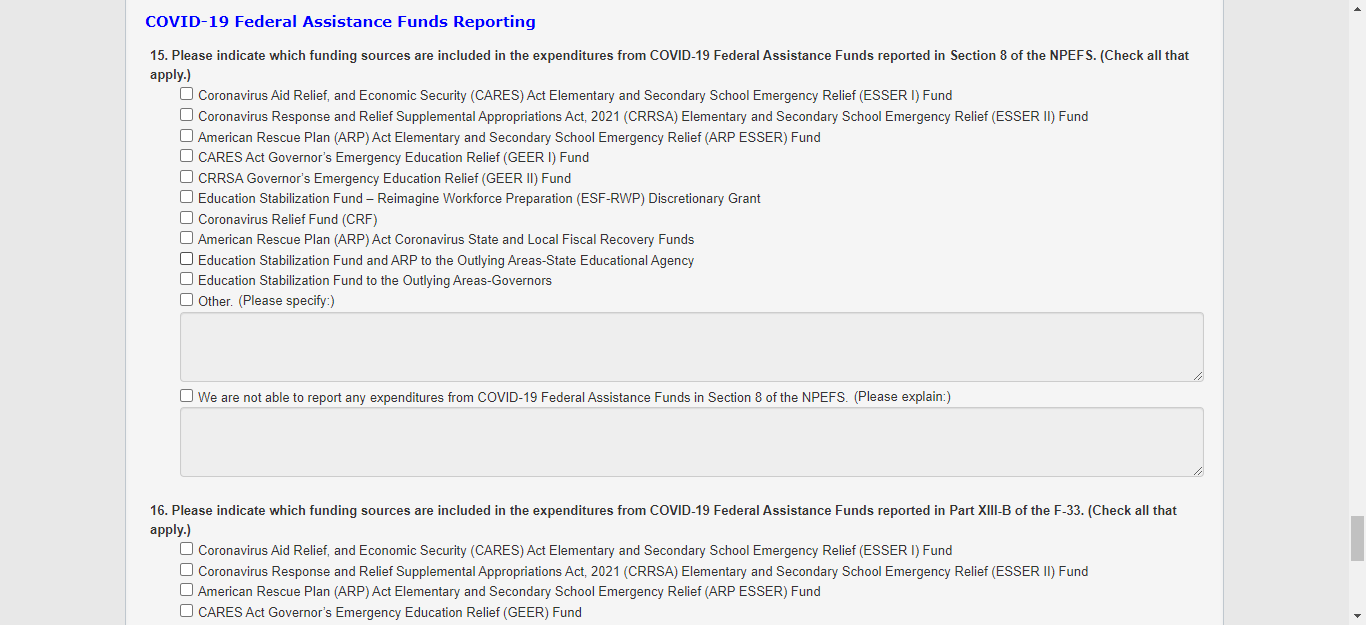 COVID-19 Federal Assistance Funds Reporting
15. Please indicate which funding sources are included in the expenditures from COVID-19 Federal Assistance Funds reported in Section 8 of the NPEFS. (Check all that
apply.)
Coronavirus Aid Relief, and Economic Security (CARES) Act Elementary and Secondary School Emergency Relief (ESSER I) Fund
Coronavirus Response and Relief Supplemental Appropriations Act, 2021 (CRRSA) Elementary and Secondary School Emergency Relief (ESSER II) Fund
American Rescue Plan (ARP) Act Elementary and Secondary School Emergency Relief (ARP ESSER) Fund
CARES Act Governor’s Emergency Education Relief (GEER I) Fund
CRRSA Governor’s Emergency Education Relief (GEER II) Fund
Education Stabilization Fund – Reimagine Workforce Preparation (ESF-RWP) Discretionary Grant
Coronavirus Relief Fund (CRF)
American Rescue Plan (ARP) Act Coronavirus State and Local Fiscal Recovery Funds
Education Stabilization Fund and ARP to the Outlying Areas-State Educational Agency
Education Stabilization Fund to the Outlying Areas-Governors
Other. (Please specify:)
We are not able to report any expenditures from COVID-19 Federal Assistance Funds in Section 8 of the NPEFS. (Please explain:)
16. Please indicate which funding sources are included in the expenditures from COVID-19 Federal Assistance Funds reported in Part XIII-B of the F-33. (Check all that
apply.)
Coronavirus Aid Relief, and Economic Security (CARES) Act Elementary and Secondary School Emergency Relief (ESSER I) Fund
Coronavirus Response and Relief Supplemental Appropriations Act, 2021 (CRRSA) Elementary and Secondary School Emergency Relief (ESSER II) Fund
American Rescue Plan (ARP) Act Elementary and Secondary School Emergency Relief (ARP ESSER) Fund
CARES Act Governor’s Emergency Education Relief (GEER) Fund